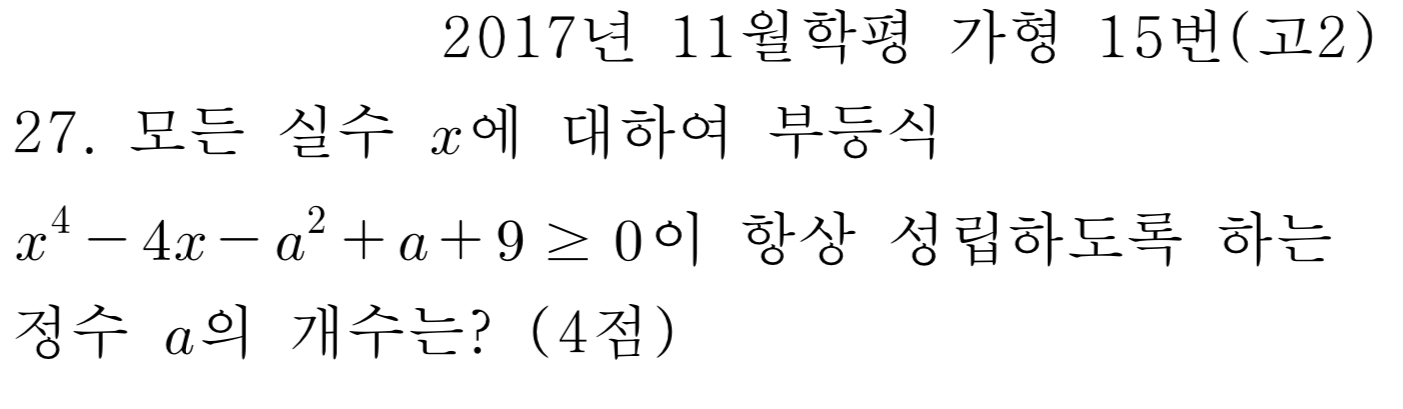 2017년 11월학평 가형 15번(고2)
27. 모든 실수 x에 대하여 부등식
x⁴ − 4x − a² + a + 9 ≥ 0이 항상 성립하도록 하는
정수 a의 개수는? (4점)